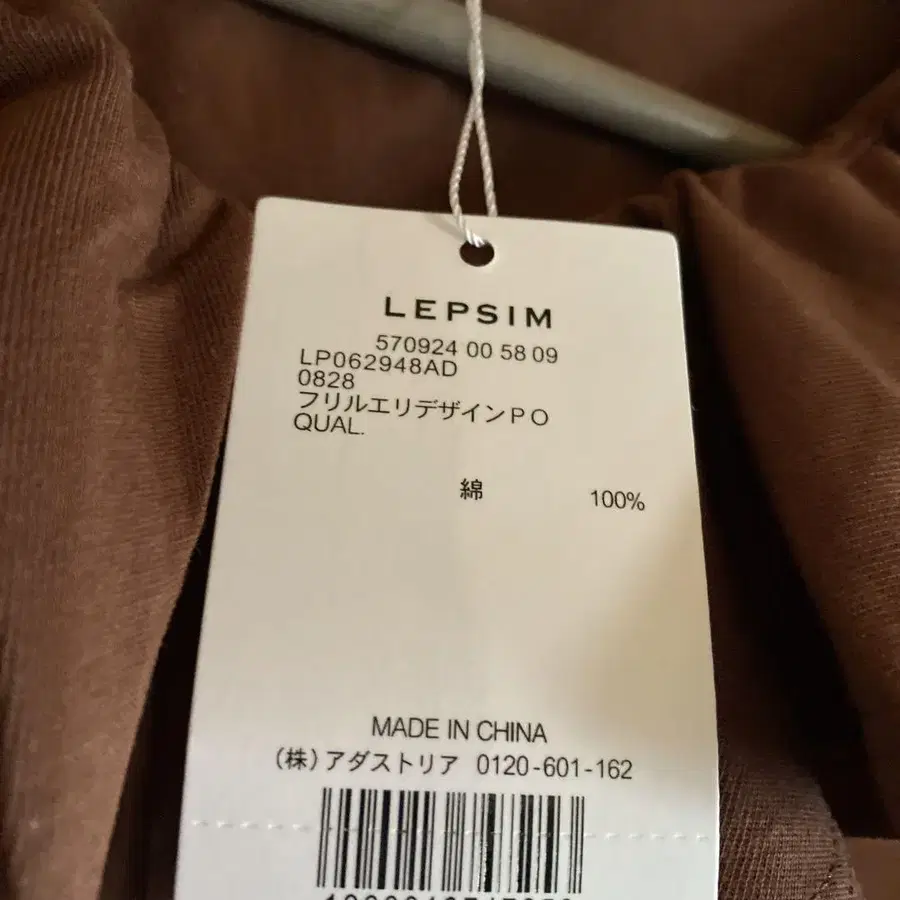 LEPSIM
570924 00 58 09
LP062948AD
0828
フリルエリデザインPO
QUAL.
綿 100%
MADE IN CHINA
(株)アダストリア 0120-601-162